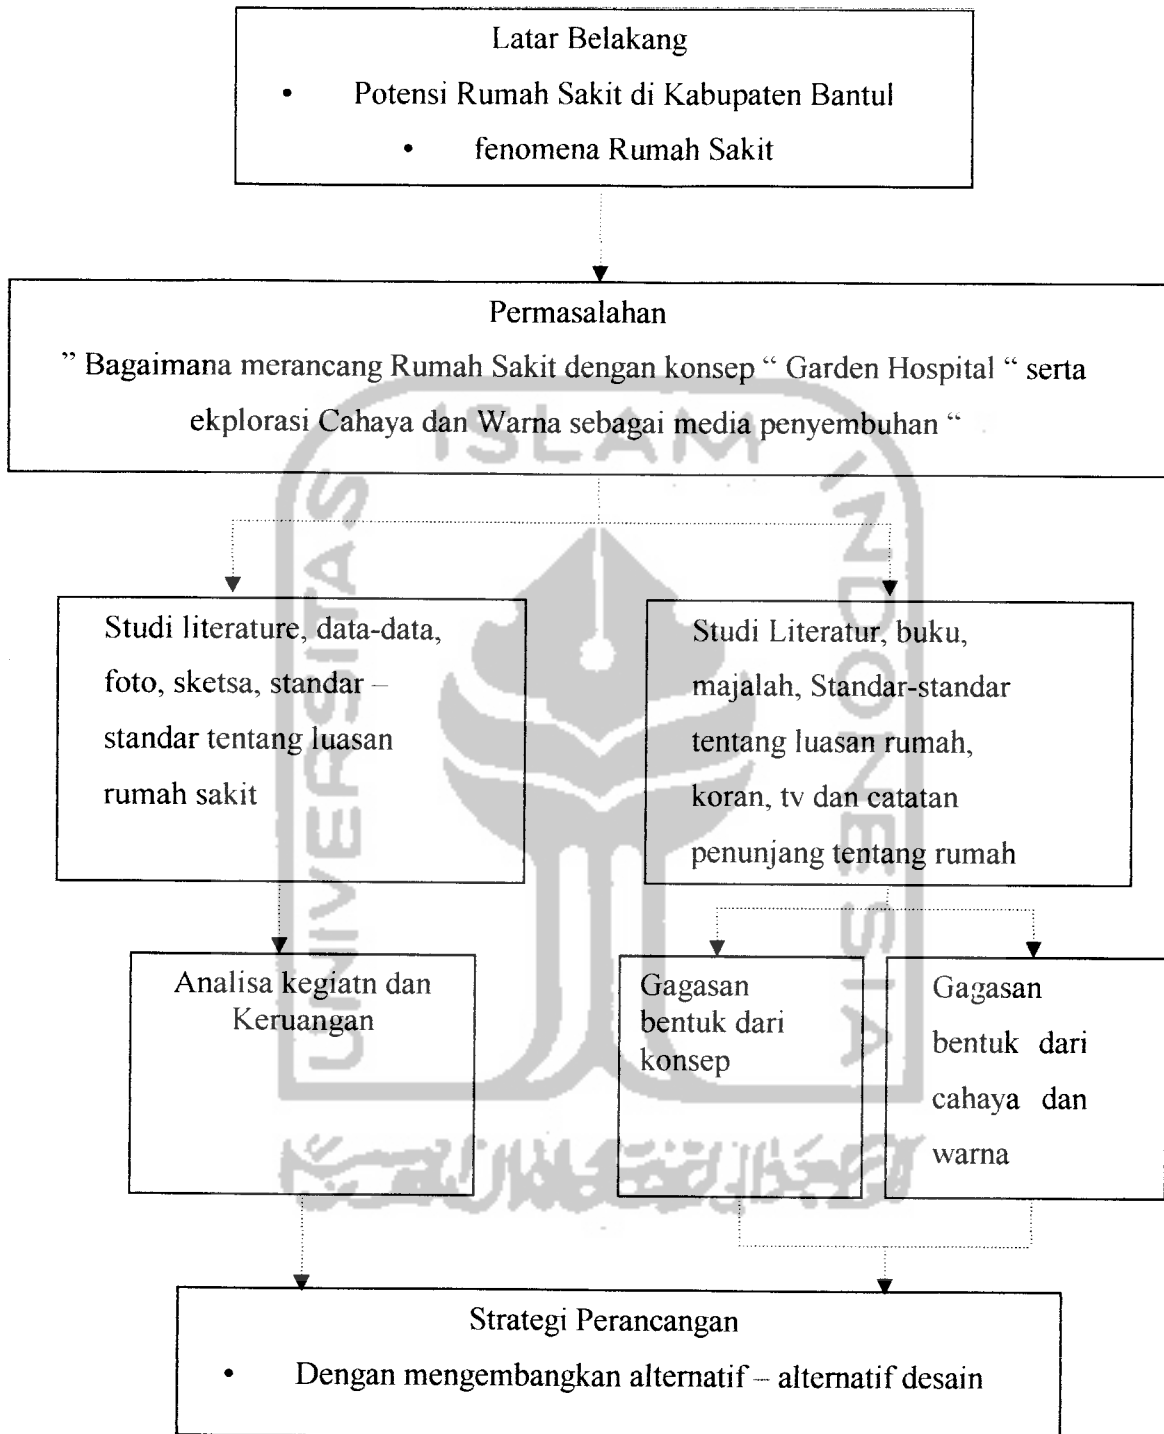 Latar Belakang
• Potensi Rumah Sakit di Kabupaten Bantul
• fenomena Rumah Sakit
Permasalahan
” Bagaimana merancang Rumah Sakit dengan konsep “ Garden Hospital “ serta
ekplorasi Cahaya dan Warna sebagai media penyembuhan “
Studi literature, data-data,
foto, sketsa, standar –
standar tentang luasan
rumah sakit
Studi Literatur, buku,
majalah, Standar-standar
tentang luasan rumah,
koran, tv dan catatan
penunjang tentang rumah
Analisa kegiatn dan
Keruangan
Gagasan
bentuk dari
konsep
Gagasan
bentuk dari
cahaya dan
warna
Strategi Perancangan
• Dengan mengembangkan alternatif – alternatif desain
UNIVERSITAS
ISLAM
INDONESIA